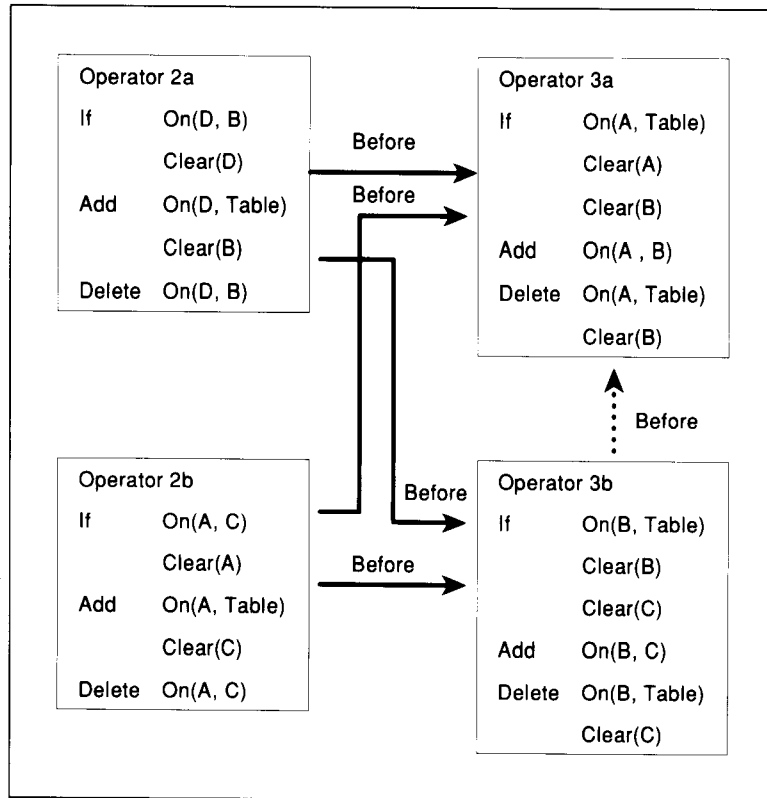 Operator 2a
If On(D, B)
Clear(D)
Add On(D, Table)
Clear(B)
Delete On(D, B)
Before
Before
Operator 3a
If On(A, Table)
Clear(A)
Clear(B)
Add On(A , B)
Delete On(A, Table)
Clear(B)
Before
Operator 2b
If On(A, C)
Clear(A)
Add On(A, Table)
Clear(C)
Delete On(A, C)
Before
Before
Operator 3b
If On(B, Table)
Clear(B)
Clear(C)
Add On(B, C)
Delete On(B, Table)
Clear(C)